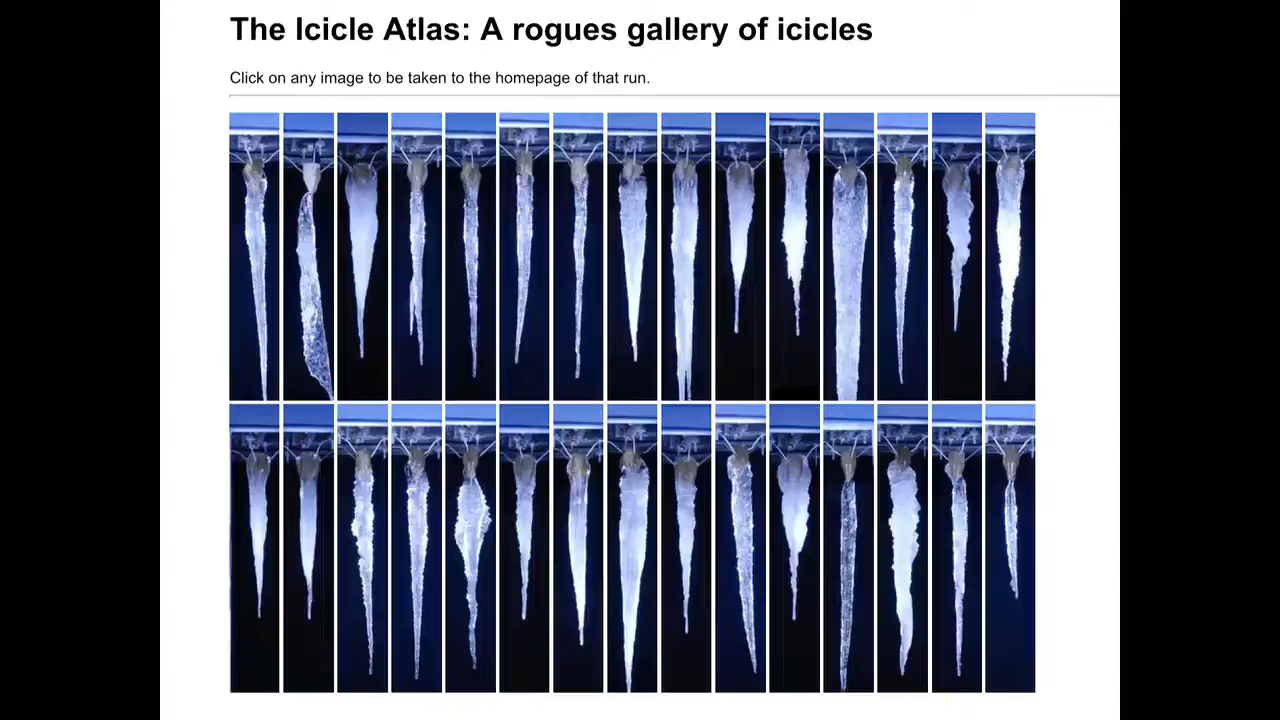 The Icicle Atlas: A rogues gallery of icicles
Click on any image to be taken to the homepage of that run.